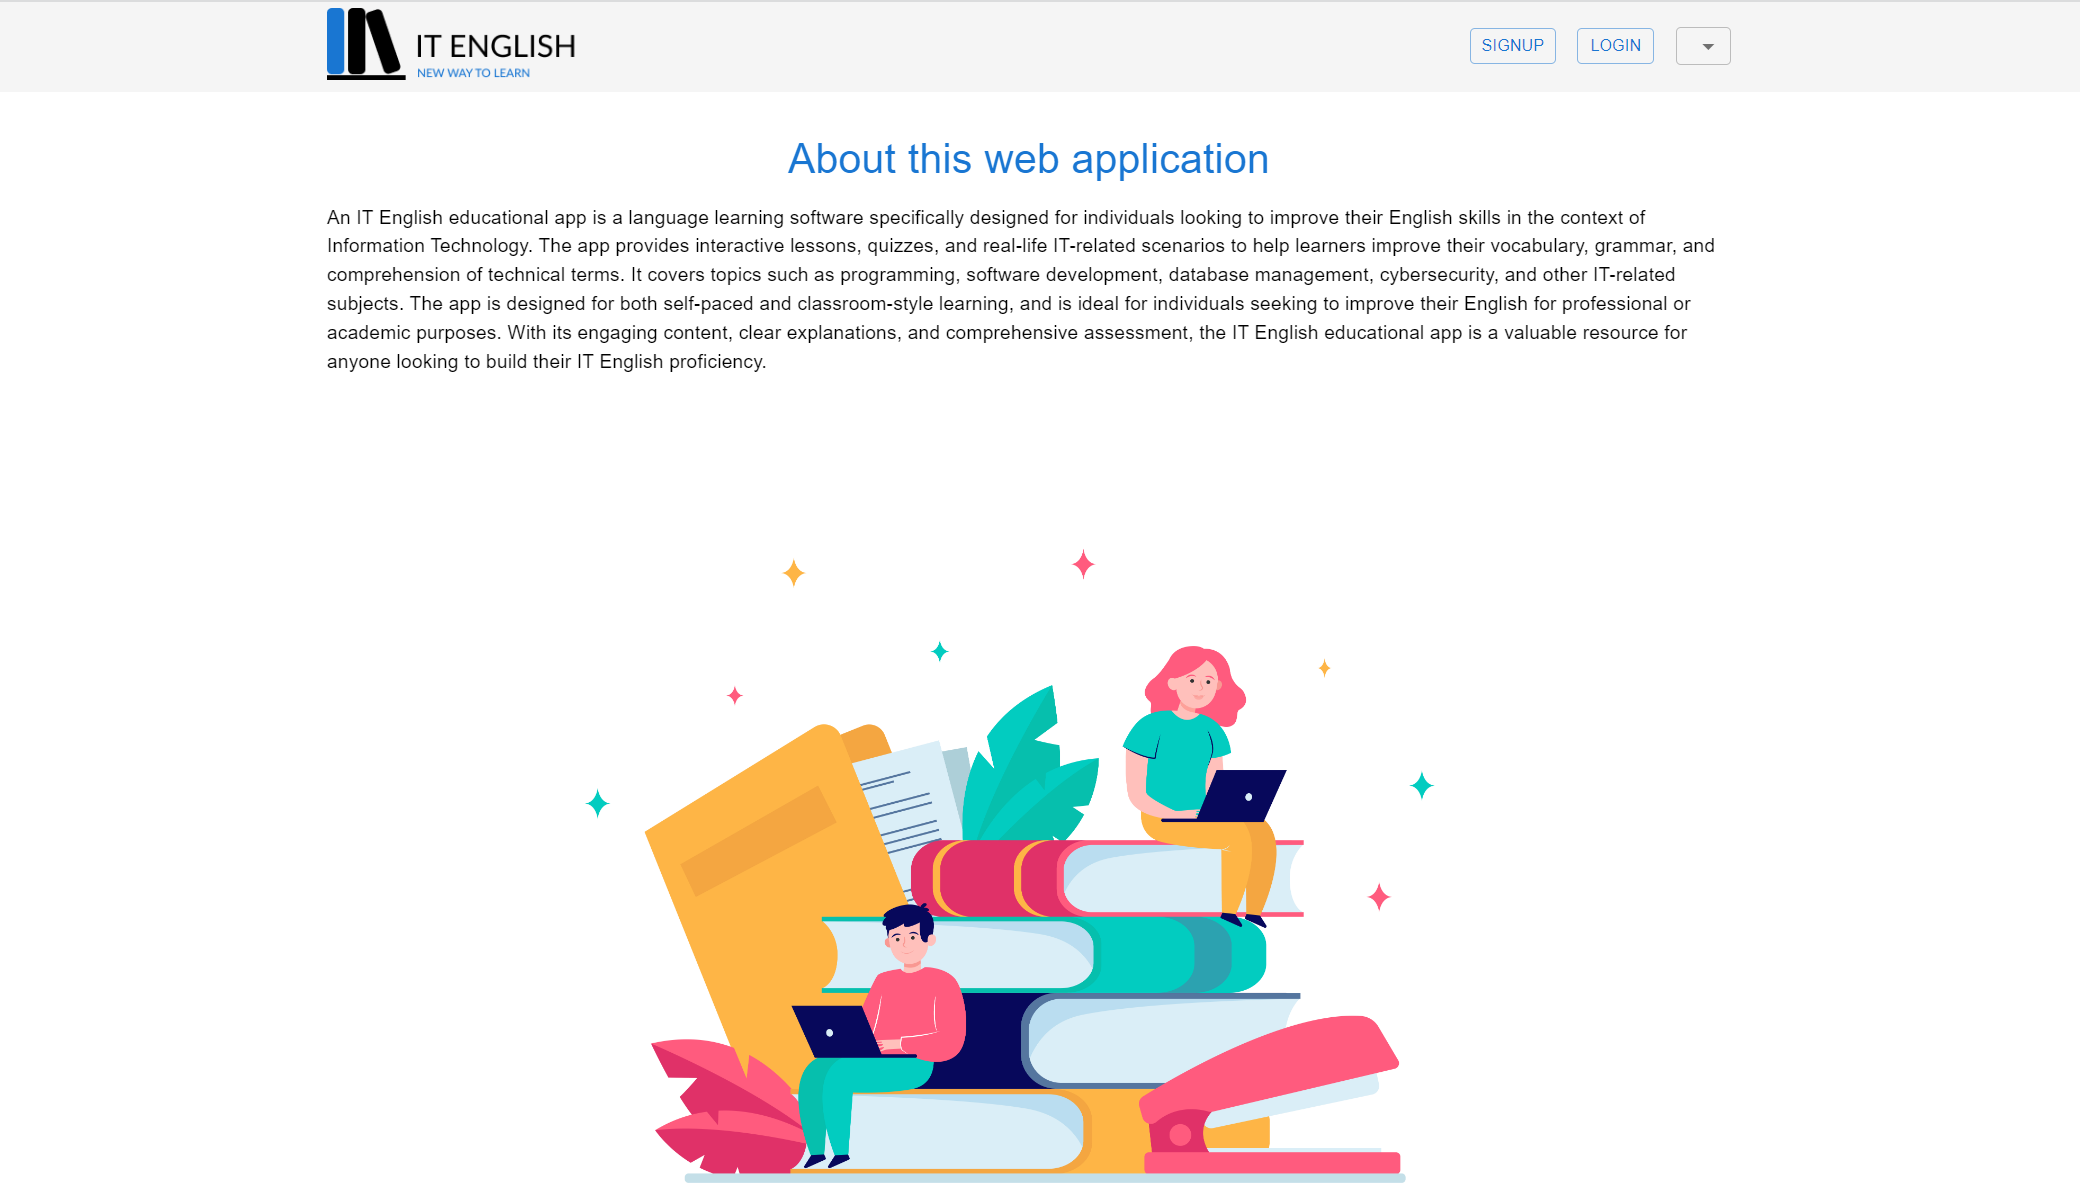 IT ENGLISH
NEW WAY TO LEARN
SIGNUP
LOGIN
About this web application
An IT English educational app is a language learning software specifically designed for individuals looking to improve their English skills in the context of
Information Technology. The app provides interactive lessons, quizzes, and real-life IT-related scenarios to help learners improve their vocabulary, grammar, and
comprehension of technical terms. It covers topics such as programming, software development, database management, cybersecurity, and other IT-related
subjects. The app is designed for both self-paced and classroom-style learning, and is ideal for individuals seeking to improve their English for professional or
academic purposes. With its engaging content, clear explanations, and comprehensive assessment, the IT English educational app is a valuable resource for
anyone looking to build their IT English proficiency.